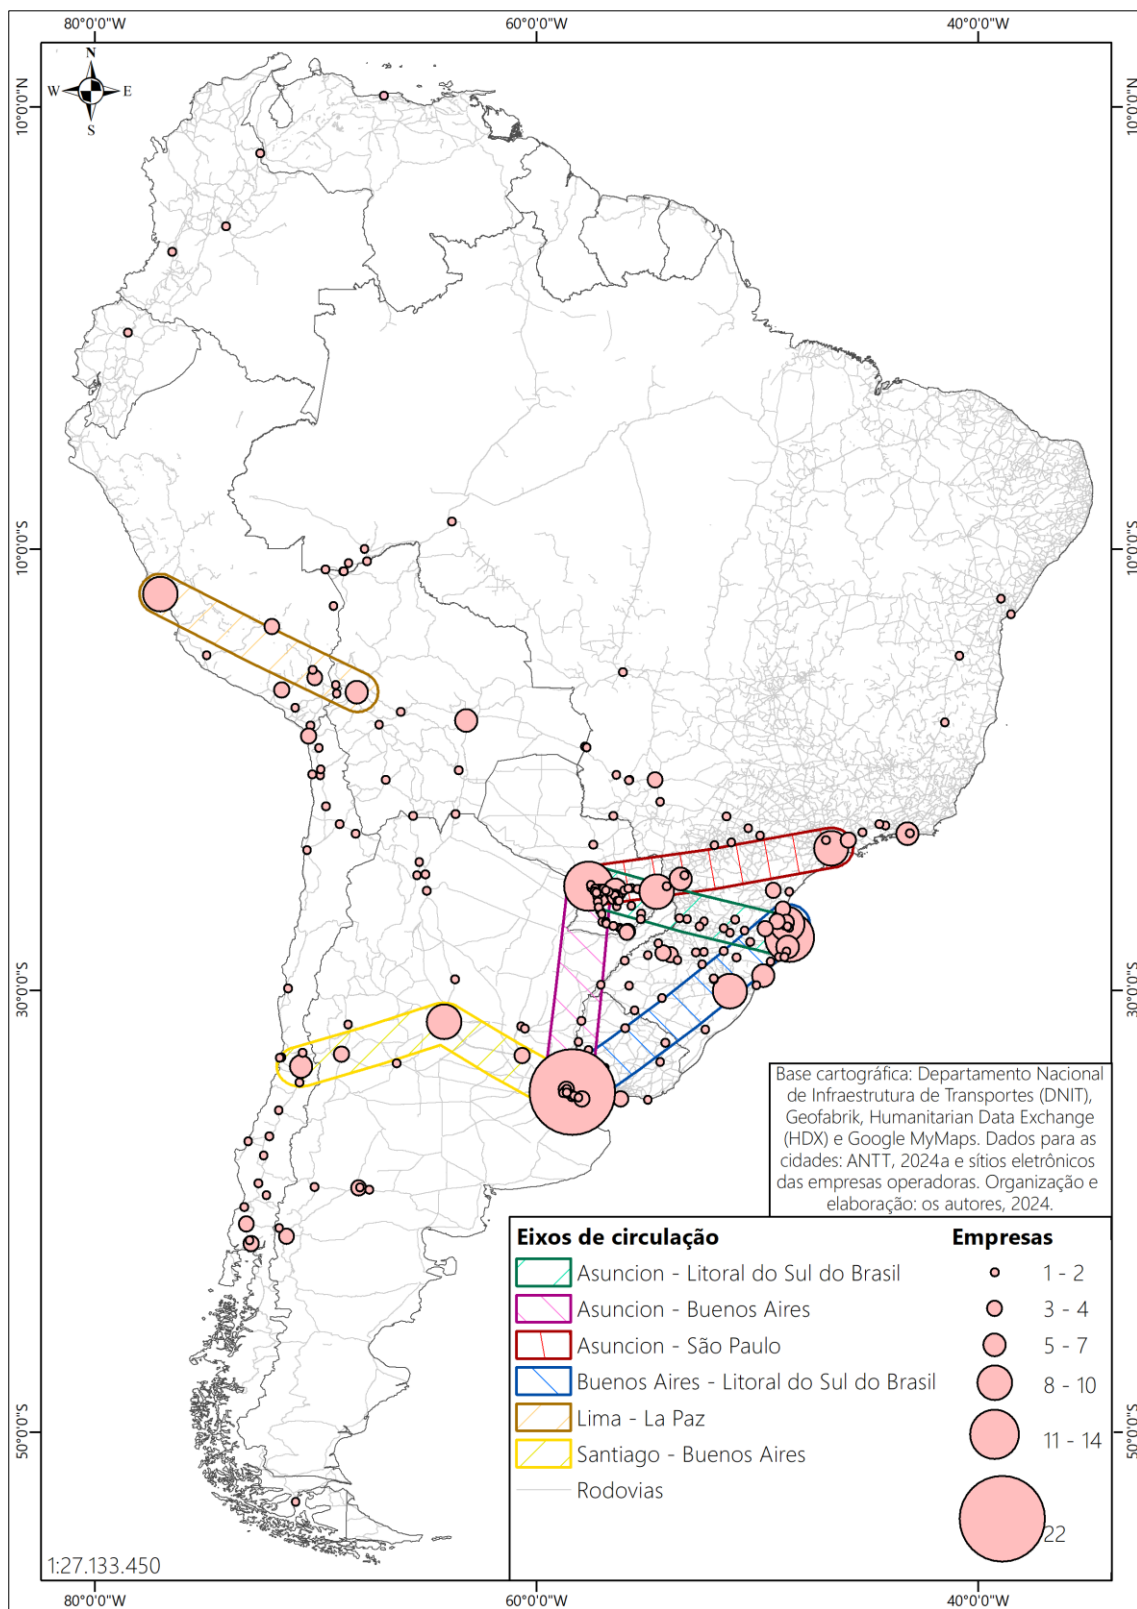 80°0'0"W 60°0'0"W 40°0'0"W
N
W E
S
10°0'0"N 10°0'0"N
10°0'0"S 10°0'0"S
30°0'0"S 30°0'0"S
Base cartográfica: Departamento Nacional
de Infraestrutura de Transportes (DNIT),
Geofabrik, Humanitarian Data Exchange
(HDX) e Google MyMaps. Dados para as
cidades: ANTT, 2024a e sítios eletrônicos
das empresas operadoras. Organização e
elaboração: os autores, 2024.
Eixos de circulação Empresas
Asuncion - Litoral do Sul do Brasil 1 - 2
Asuncion - Buenos Aires 3 - 4
Asuncion - São Paulo 5 - 7
Buenos Aires - Litoral do Sul do Brasil 8 - 10
Lima - La Paz
50°0'0"S 11 - 14 50°0'0"S
Santiago - Buenos Aires
Rodovias
22
1:27.133.450
80°0'0"W 60°0'0"W 40°0'0"W